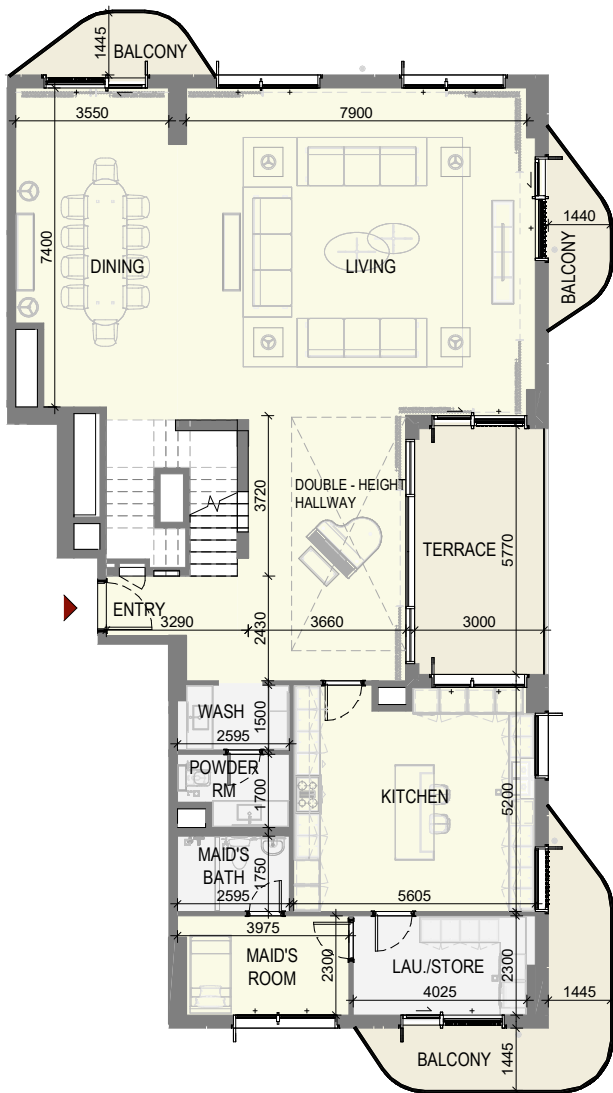 1445
BALCONY
3550
7900
7400
1440
BALCONY
DINING
LIVING
3720
DOUBLE - HEIGHT
HALLWAY
TERRACE
5770
ENTRY
3290
2430
3660
3000
WASH
1500
2595
POWDER
RM
1700
KITCHEN
5200
MAID'S
BATH
1750
2595
5605
3975
MAID'S
ROOM
2300
LAU./STORE
2300
4025
1445
BALCONY
1445